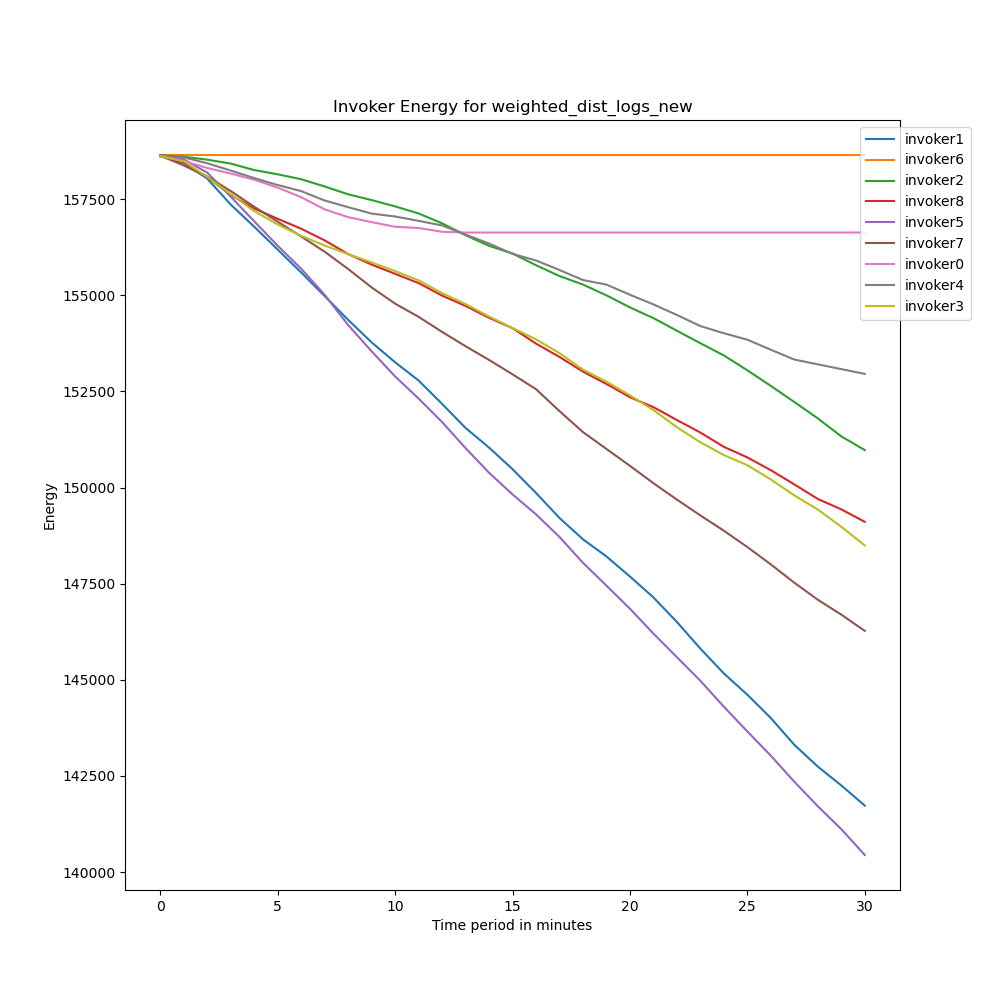 Invoker Energy for weighted_dist_logs_new
invoker1
invoker6
invoker2
invoker8
invoker5
invoker7
invoker0
invoker4
invoker3
Energy
157500
155000
152500
150000
147500
145000
142500
140000
0 5 10 15 20 25 30
Time period in minutes